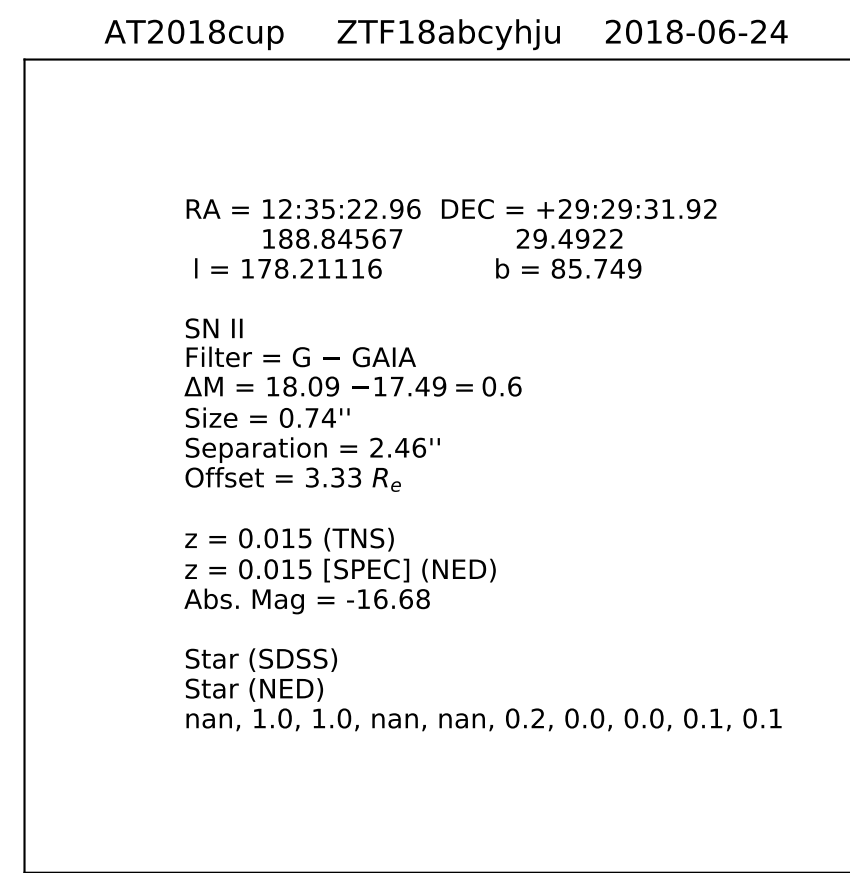 AT2018cup ZTF18abcyhju 2018-06-24
RA = 12:35:22.96 DEC = +29:29:31.92
188.84567 29.4922
l = 178.21116 b = 85.749
SN II
Filter = G − GAIA
ΔM = 18.09 −17.49 = 0.6
Size = 0.74''
Separation = 2.46''
Offset = 3.33 Rₑ
z = 0.015 (TNS)
z = 0.015 [SPEC] (NED)
Abs. Mag = -16.68
Star (SDSS)
Star (NED)
nan, 1.0, 1.0, nan, nan, 0.2, 0.0, 0.0, 0.1, 0.1